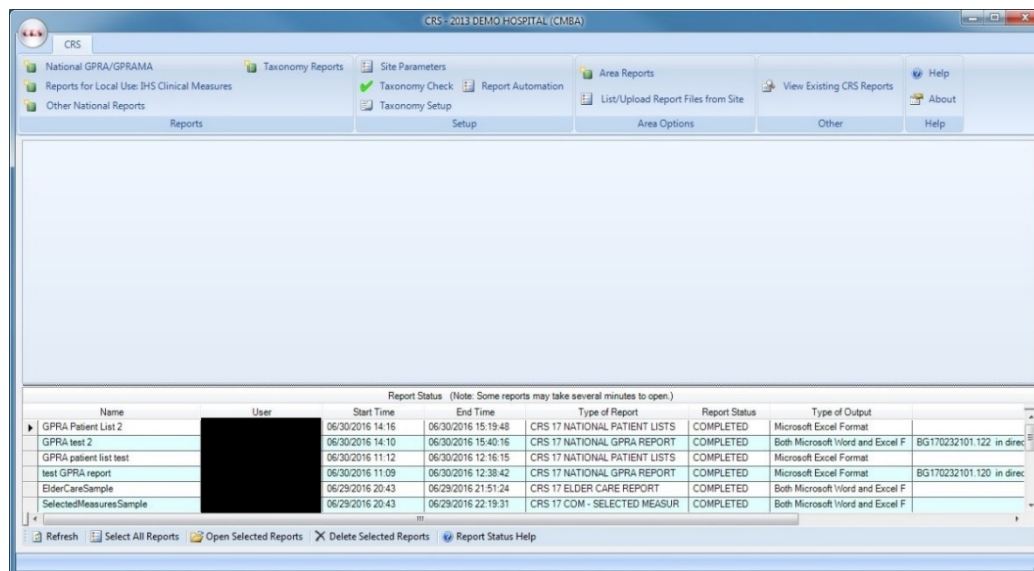 CRS - 2013 DEMO HOSPITAL (CMBA)
CRS
National GPRA/GPRAMA Taxonomy Reports Site Parameters Area Reports View Existing CRS Reports Help
Reports for Local Use: IHS Clinical Measures Taxonomy Check Report Automation List/Upload Report Files from Site About
Other National Reports Taxonomy Setup
Reports Setup Area Options Other Help
Report Status (Note: Some reports may take several minutes to open.)
Name User Start Time End Time Type of Report Report Status Type of Output
GPRA Patient List 2 06/30/2016 14:16 06/30/2016 15:19:48 CRS 17 NATIONAL PATIENT LISTS COMPLETED Microsoft Excel Format
GPRA test 2 06/30/2016 14:10 06/30/2016 15:40:16 CRS 17 NATIONAL GPRA REPORT COMPLETED Both Microsoft Word and Excel F BG170232101.122 in direc
GPRA patient list test 06/30/2016 11:12 06/30/2016 12:16:15 CRS 17 NATIONAL PATIENT LISTS COMPLETED Microsoft Excel Format
test GPRA report 06/30/2016 11:09 06/30/2016 12:38:42 CRS 17 NATIONAL GPRA REPORT COMPLETED Microsoft Excel Format BG170232101.120 in direc
ElderCareSample 06/29/2016 20:43 06/29/2016 21:51:24 CRS 17 ELDER CARE REPORT COMPLETED Both Microsoft Word and Excel F
SelectedMeasuresSample 06/29/2016 20:43 06/29/2016 22:19:31 CRS 17 COM - SELECTED MEASUR COMPLETED Both Microsoft Word and Excel F
Refresh Select All Reports Open Selected Reports Delete Selected Reports Report Status Help